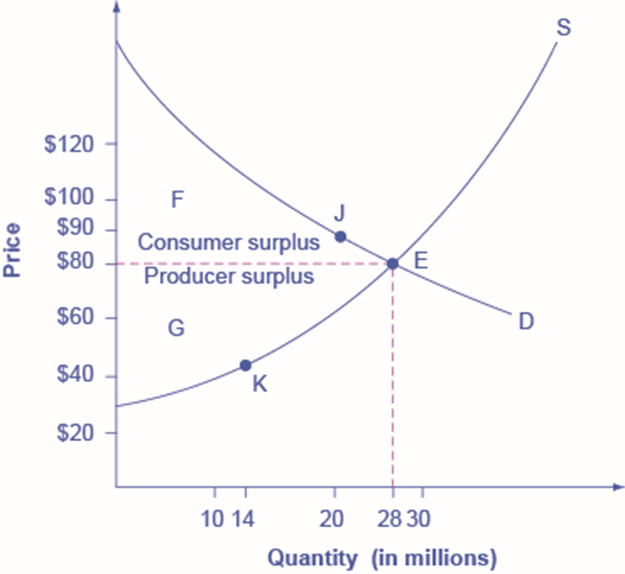 S
$120
$100
F
$90
J
Consumer surplus
$80
E
Producer surplus
$60
G
D
$40
K
$20
Price
10 14 20 28 30
Quantity (in millions)